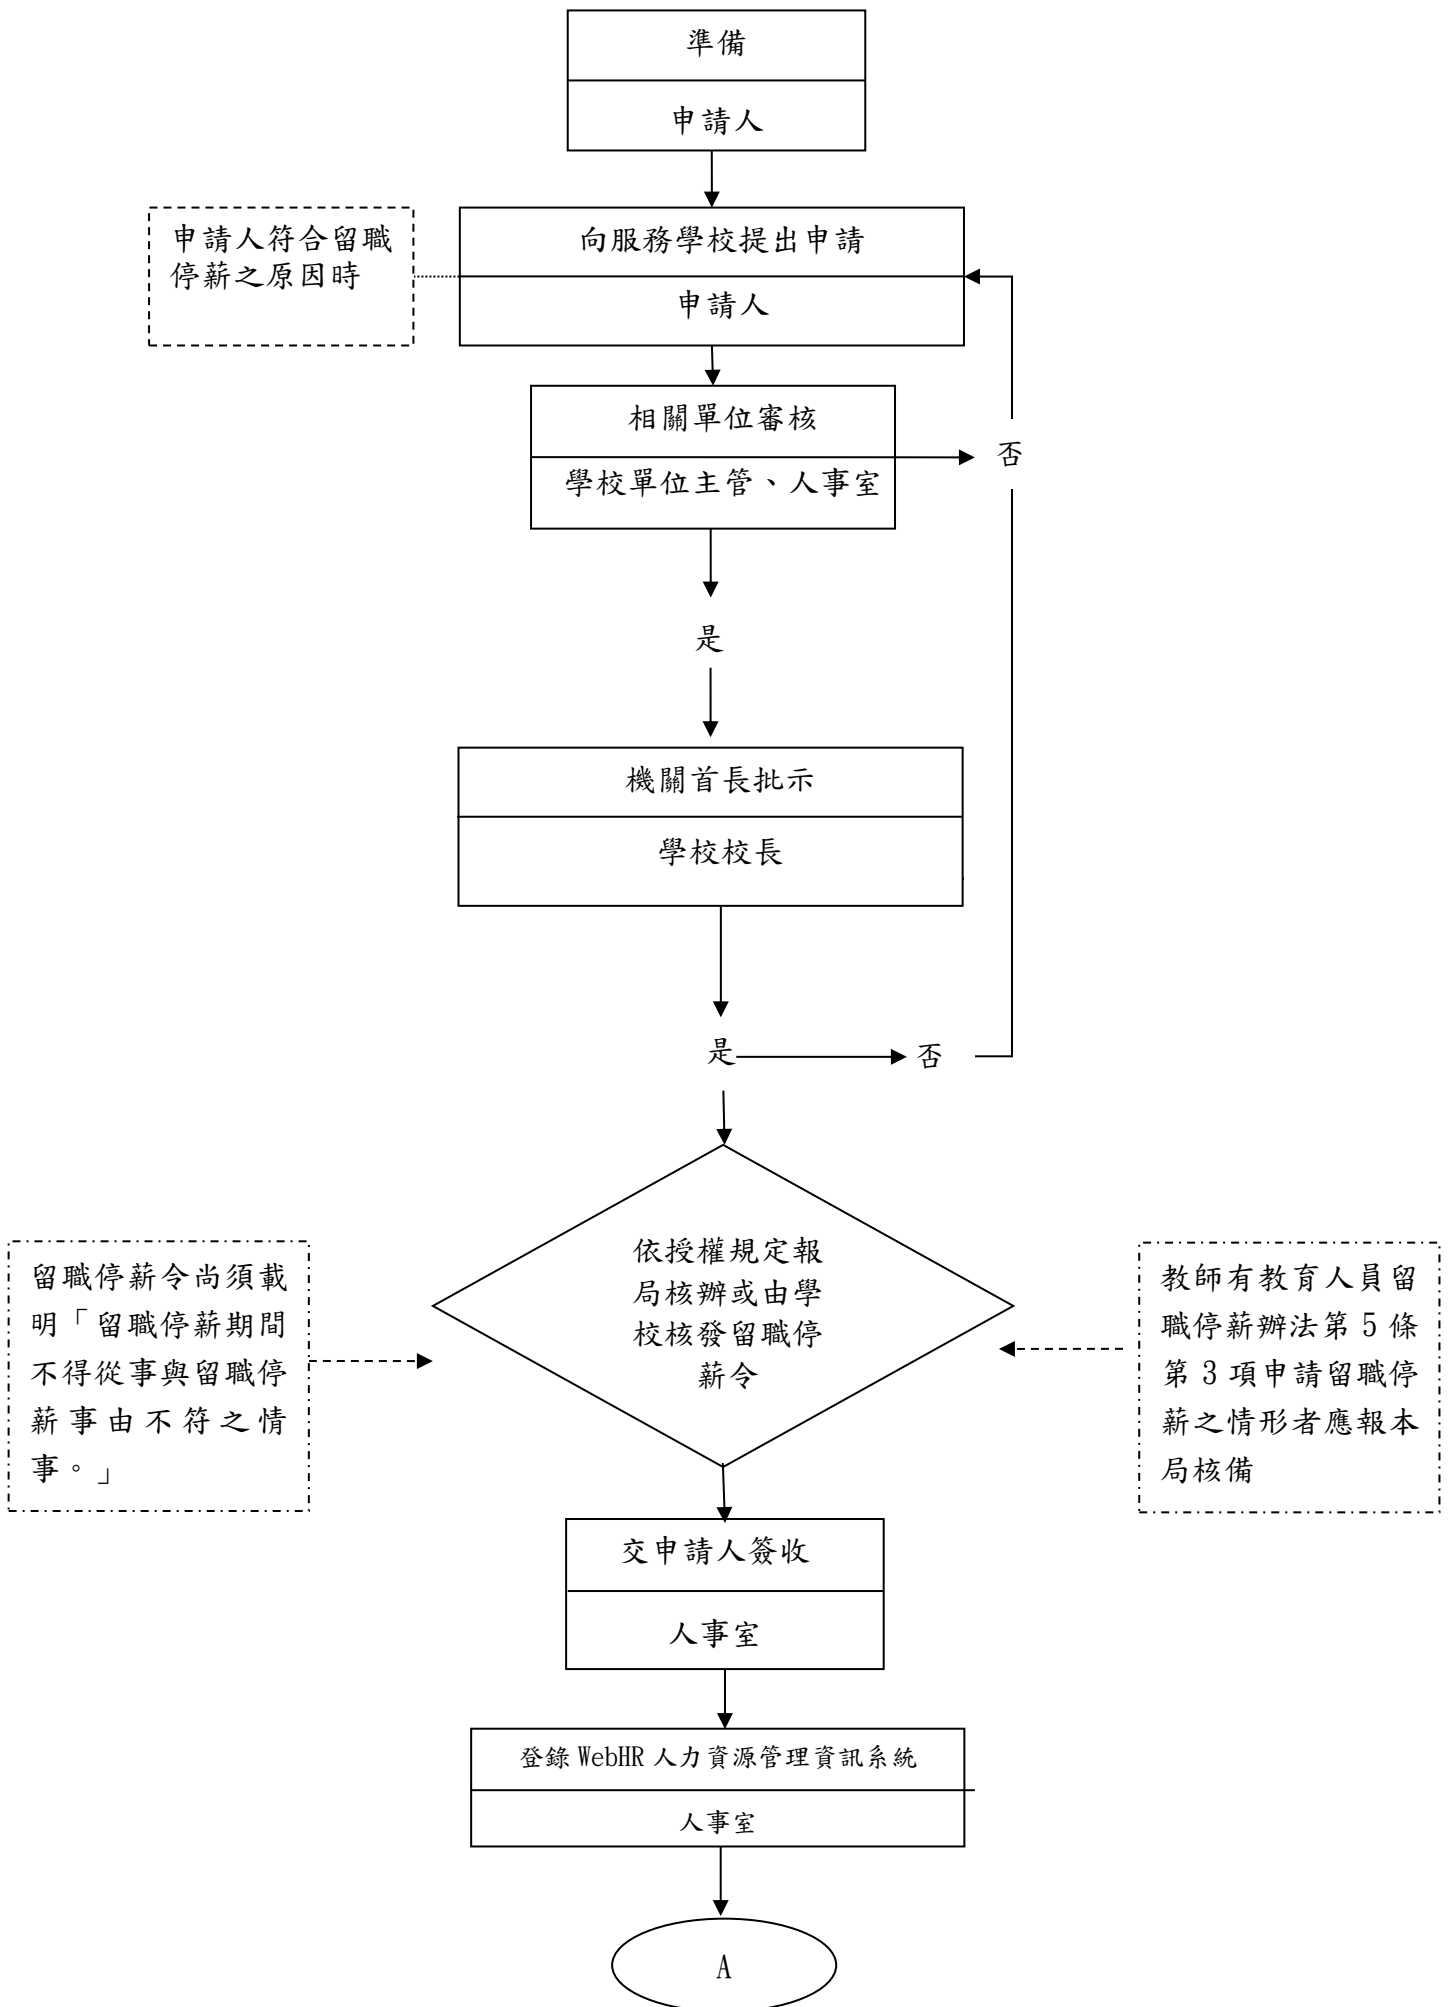 準備
申請人
申請人符合留職
停薪之原因時
向服務學校提出申請
申請人
相關單位審核
學校單位主管、人事室
否
是
機關首長批示
學校校長
是
否
依授權規定報
局核辦或由學
校核發留職停
薪令
留職停薪令尚須載
明「留職停薪期間
不得從事與留職停
薪事由不符之情
事。」
教師有教育人員留
職停薪辦法第 5 條
第 3 項申請留職停
薪之情形者應報本
局核備
交申請人簽收
人事室
登錄 WebHR 人力資源管理資訊系統
人事室
A